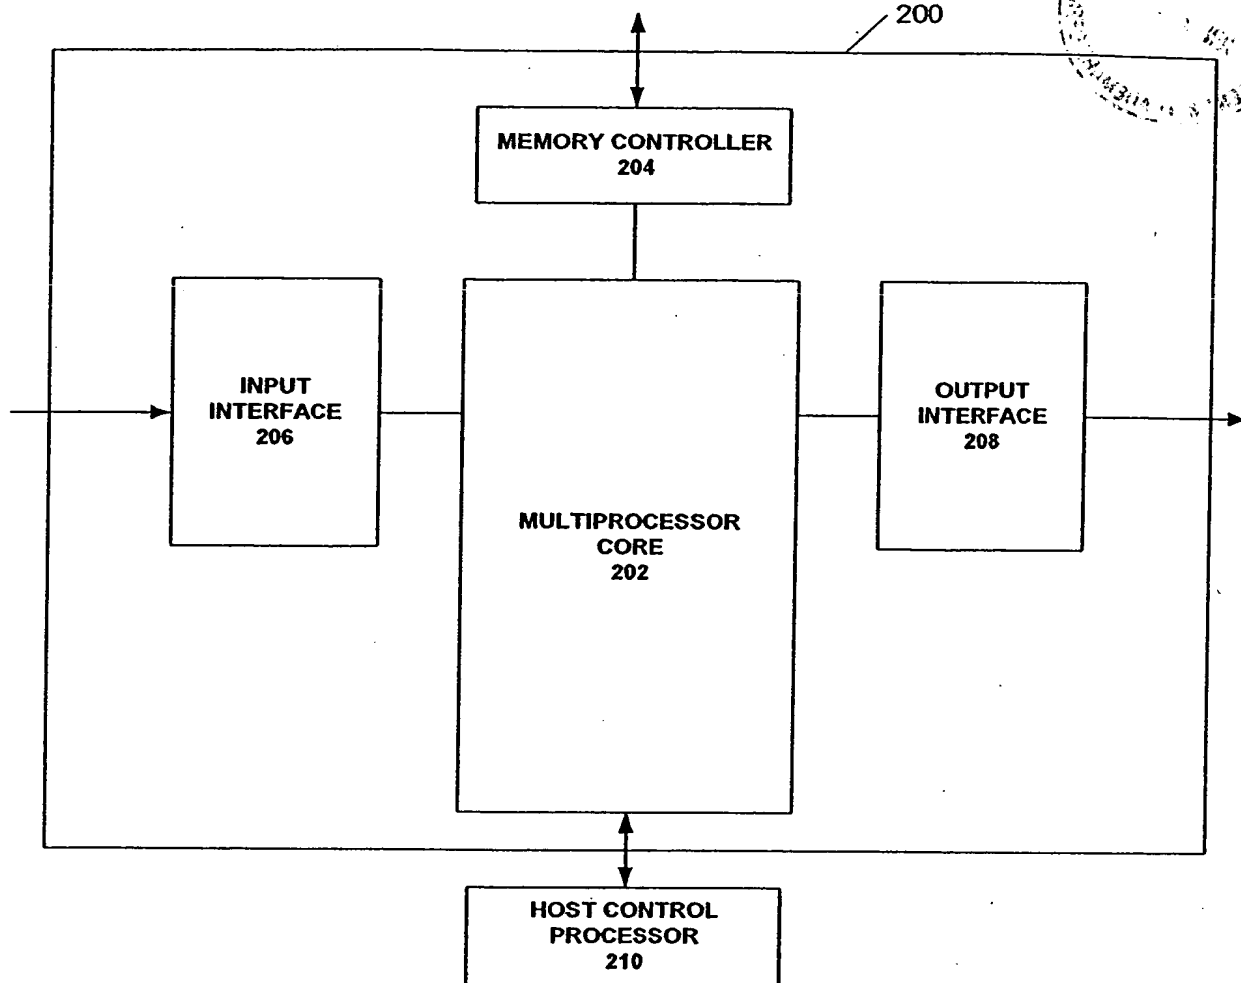 200
MEMORY CONTROLLER
204
INPUT
INTERFACE
206
OUTPUT
INTERFACE
208
MULTIPROCESSOR
CORE
202
HOST CONTROL
PROCESSOR
210